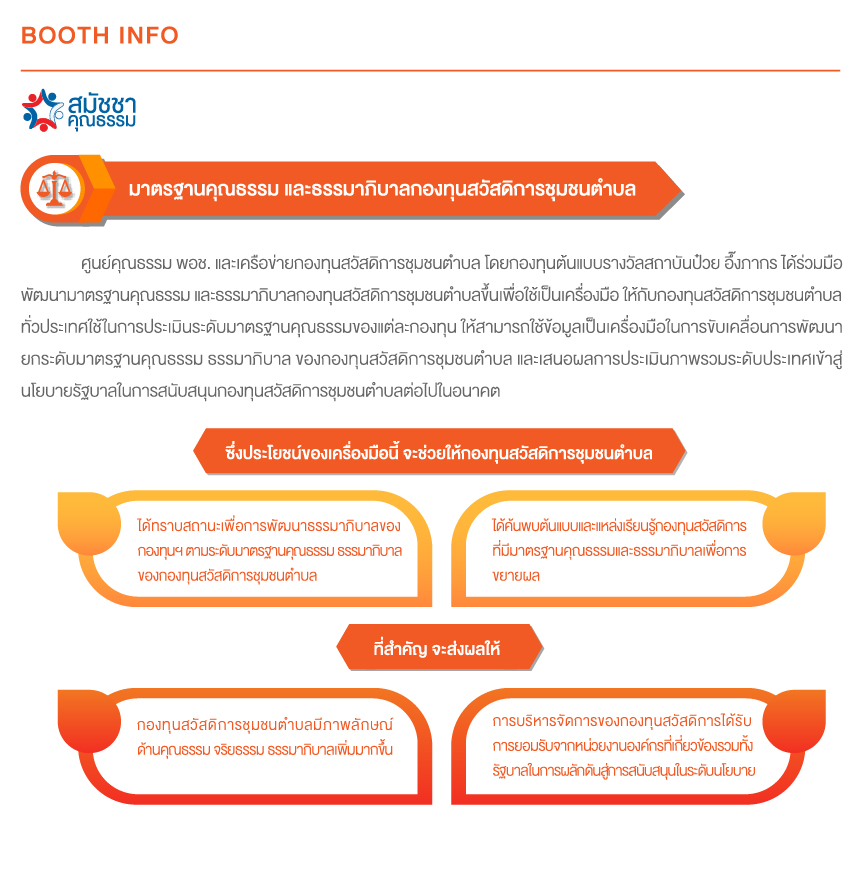 BOOTH INFO
สมัชชา
คุณธรรม
มาตรฐานคุณธรรม และธรรมาภิบาลกองทุนสวัสดิการชุมชนตำบล
ศูนย์คุณธรรม พอช. และเครือข่ายกองทุนสวัสดิการชุมชนตำบล โดยกองทุนต้นแบบรางวัลสถาบันป๋วย อึ๊งภากร ได้ร่วมมือ
พัฒนามาตรฐานคุณธรรม และธรรมาภิบาลกองทุนสวัสดิการชุมชนตำบลขึ้นเพื่อใช้เป็นเครื่องมือ ให้กับกองทุนสวัสดิการชุมชนตำบล
ทั่วประเทศใช้ในการประเมินระดับมาตรฐานคุณธรรมของแต่ละกองทุน ให้สามารถใช้ข้อมูลเป็นเครื่องมือในการขับเคลื่อนการพัฒนา
ยกระดับมาตรฐานคุณธรรม ธรรมาภิบาล ของกองทุนสวัสดิการชุมชนตำบล และเสนอผลการประเมินภาพรวมระดับประเทศเข้าสู่
นโยบายรัฐบาลในการสนับสนุนกองทุนสวัสดิการชุมชนตำบลต่อไปในอนาคต
ซึ่งประโยชน์ของเครื่องมือนี้ จะช่วยให้กองทุนสวัสดิการชุมชนตำบล
ได้ทราบสถานะเพื่อการพัฒนาธรรมาภิบาลของ
กองทุนฯ ตามระดับมาตรฐานคุณธรรม ธรรมาภิบาล
ของกองทุนสวัสดิการชุมชนตำบล
ได้ค้นพบต้นแบบและแหล่งเรียนรู้กองทุนสวัสดิการ
ที่มีมาตรฐานคุณธรรมและธรรมาภิบาลเพื่อการ
ขยายผล
ที่สำคัญ จะส่งผลให้
กองทุนสวัสดิการชุมชนตำบลมีภาพลักษณ์
ด้านคุณธรรม จริยธรรม ธรรมาภิบาลเพิ่มมากขึ้น
การบริหารจัดการของกองทุนสวัสดิการได้รับ
การยอมรับจากหน่วยงานองค์กรที่เกี่ยวข้องรวมทั้ง
รัฐบาลในการผลักดันสู่การสนับสนุนในระดับนโยบาย